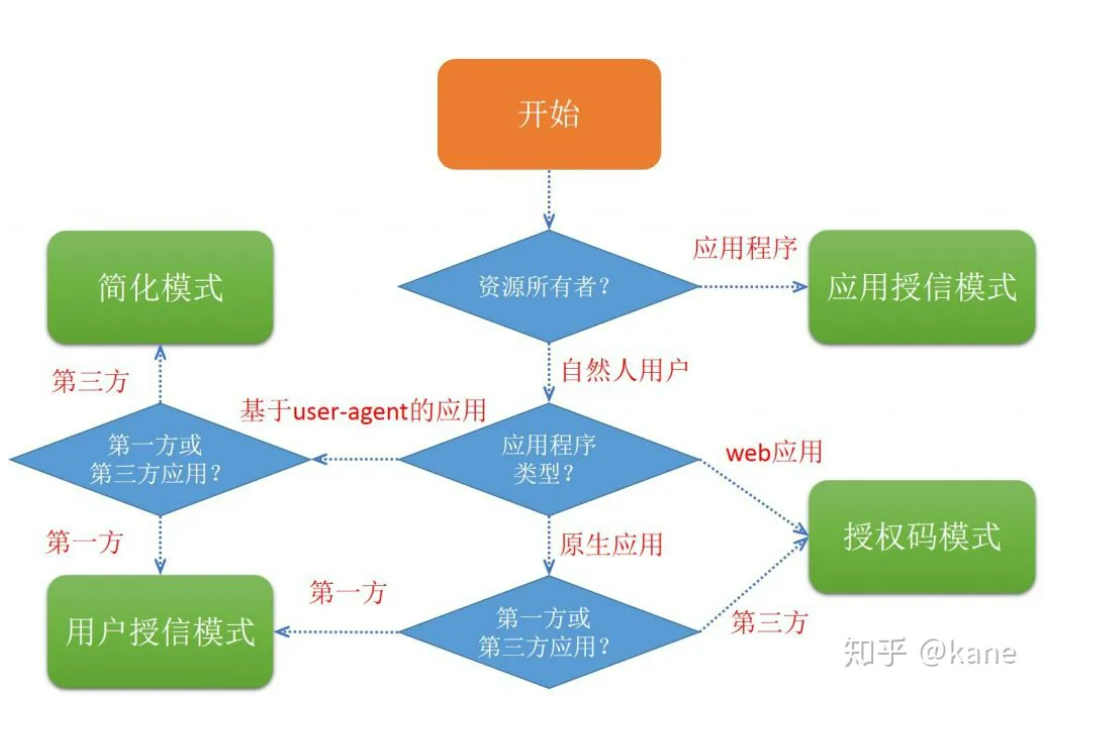 开始
应用程序
资源所有者？
应用授信模式
简化模式
自然人用户
第三方
基于user-agent的应用
第一方或
第三方应用？
应用程序
类型？
web应用
授权码模式
第一方
原生应用
第一方
用户授信模式
第一方或
第三方应用？
第三方
知乎 @kane